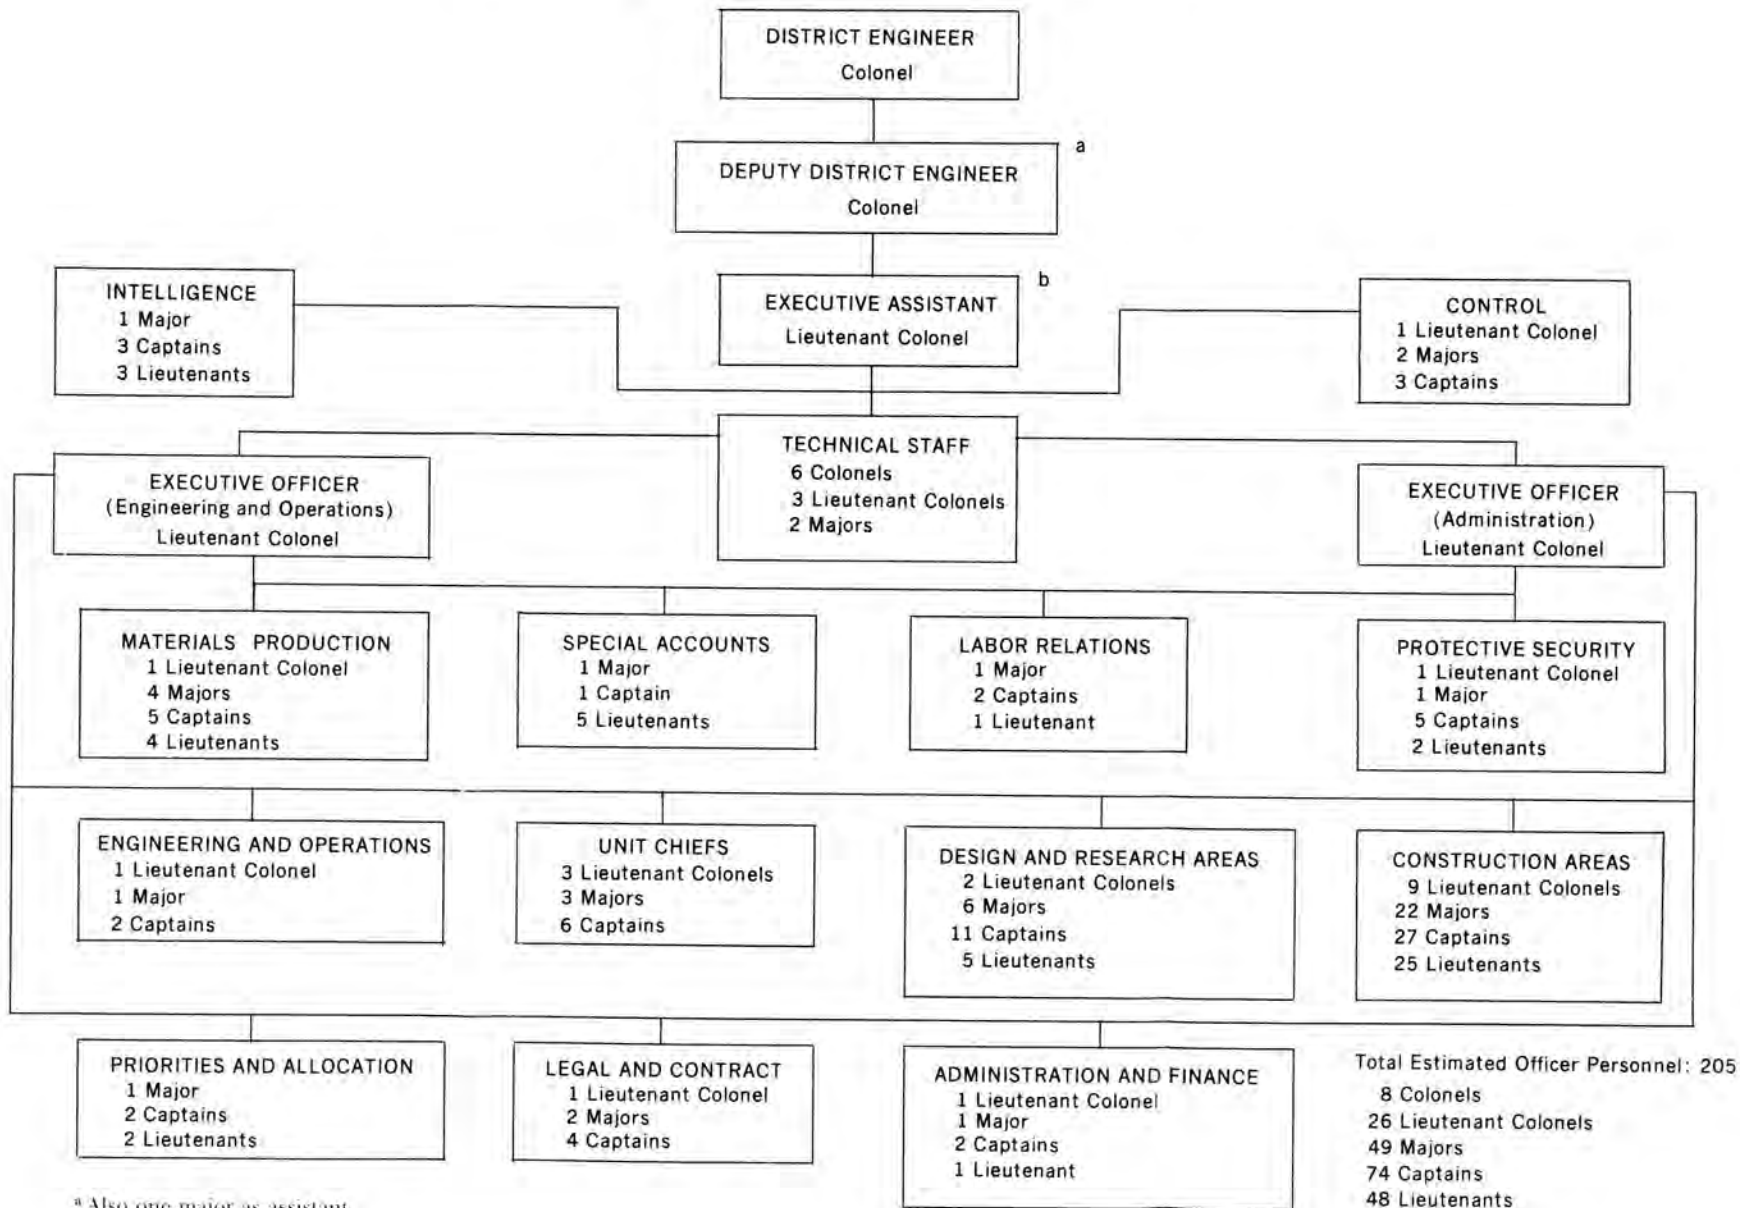 DISTRICT ENGINEER
Colonel
a
DEPUTY DISTRICT ENGINEER
Colonel
b
EXECUTIVE ASSISTANT
Lieutenant Colonel
INTELLIGENCE
1 Major
3 Captains
3 Lieutenants
CONTROL
1 Lieutenant Colonel
2 Majors
3 Captains
TECHNICAL STAFF
6 Colonels
3 Lieutenant Colonels
2 Majors
EXECUTIVE OFFICER
(Engineering and Operations)
Lieutenant Colonel
EXECUTIVE OFFICER
(Administration)
Lieutenant Colonel
MATERIALS PRODUCTION
1 Lieutenant Colonel
4 Majors
5 Captains
4 Lieutenants
SPECIAL ACCOUNTS
1 Major
1 Captain
5 Lieutenants
LABOR RELATIONS
1 Major
2 Captains
1 Lieutenant
PROTECTIVE SECURITY
1 Lieutenant Colonel
1 Major
5 Captains
2 Lieutenants
ENGINEERING AND OPERATIONS
1 Lieutenant Colonel
1 Major
2 Captains
UNIT CHIEFS
3 Lieutenant Colonels
3 Majors
6 Captains
DESIGN AND RESEARCH AREAS
2 Lieutenant Colonels
6 Majors
11 Captains
5 Lieutenants
CONSTRUCTION AREAS
9 Lieutenant Colonels
22 Majors
27 Captains
25 Lieutenants
PRIORITIES AND ALLOCATION
1 Major
2 Captains
2 Lieutenants
LEGAL AND CONTRACT
1 Lieutenant Colonel
2 Majors
4 Captains
ADMINISTRATION AND FINANCE
1 Lieutenant Colonel
1 Major
2 Captains
1 Lieutenant
Total Estimated Officer Personnel: 205
8 Colonels
26 Lieutenant Colonels
49 Majors
74 Captains
48 Lieutenants
a Also one major as assistant